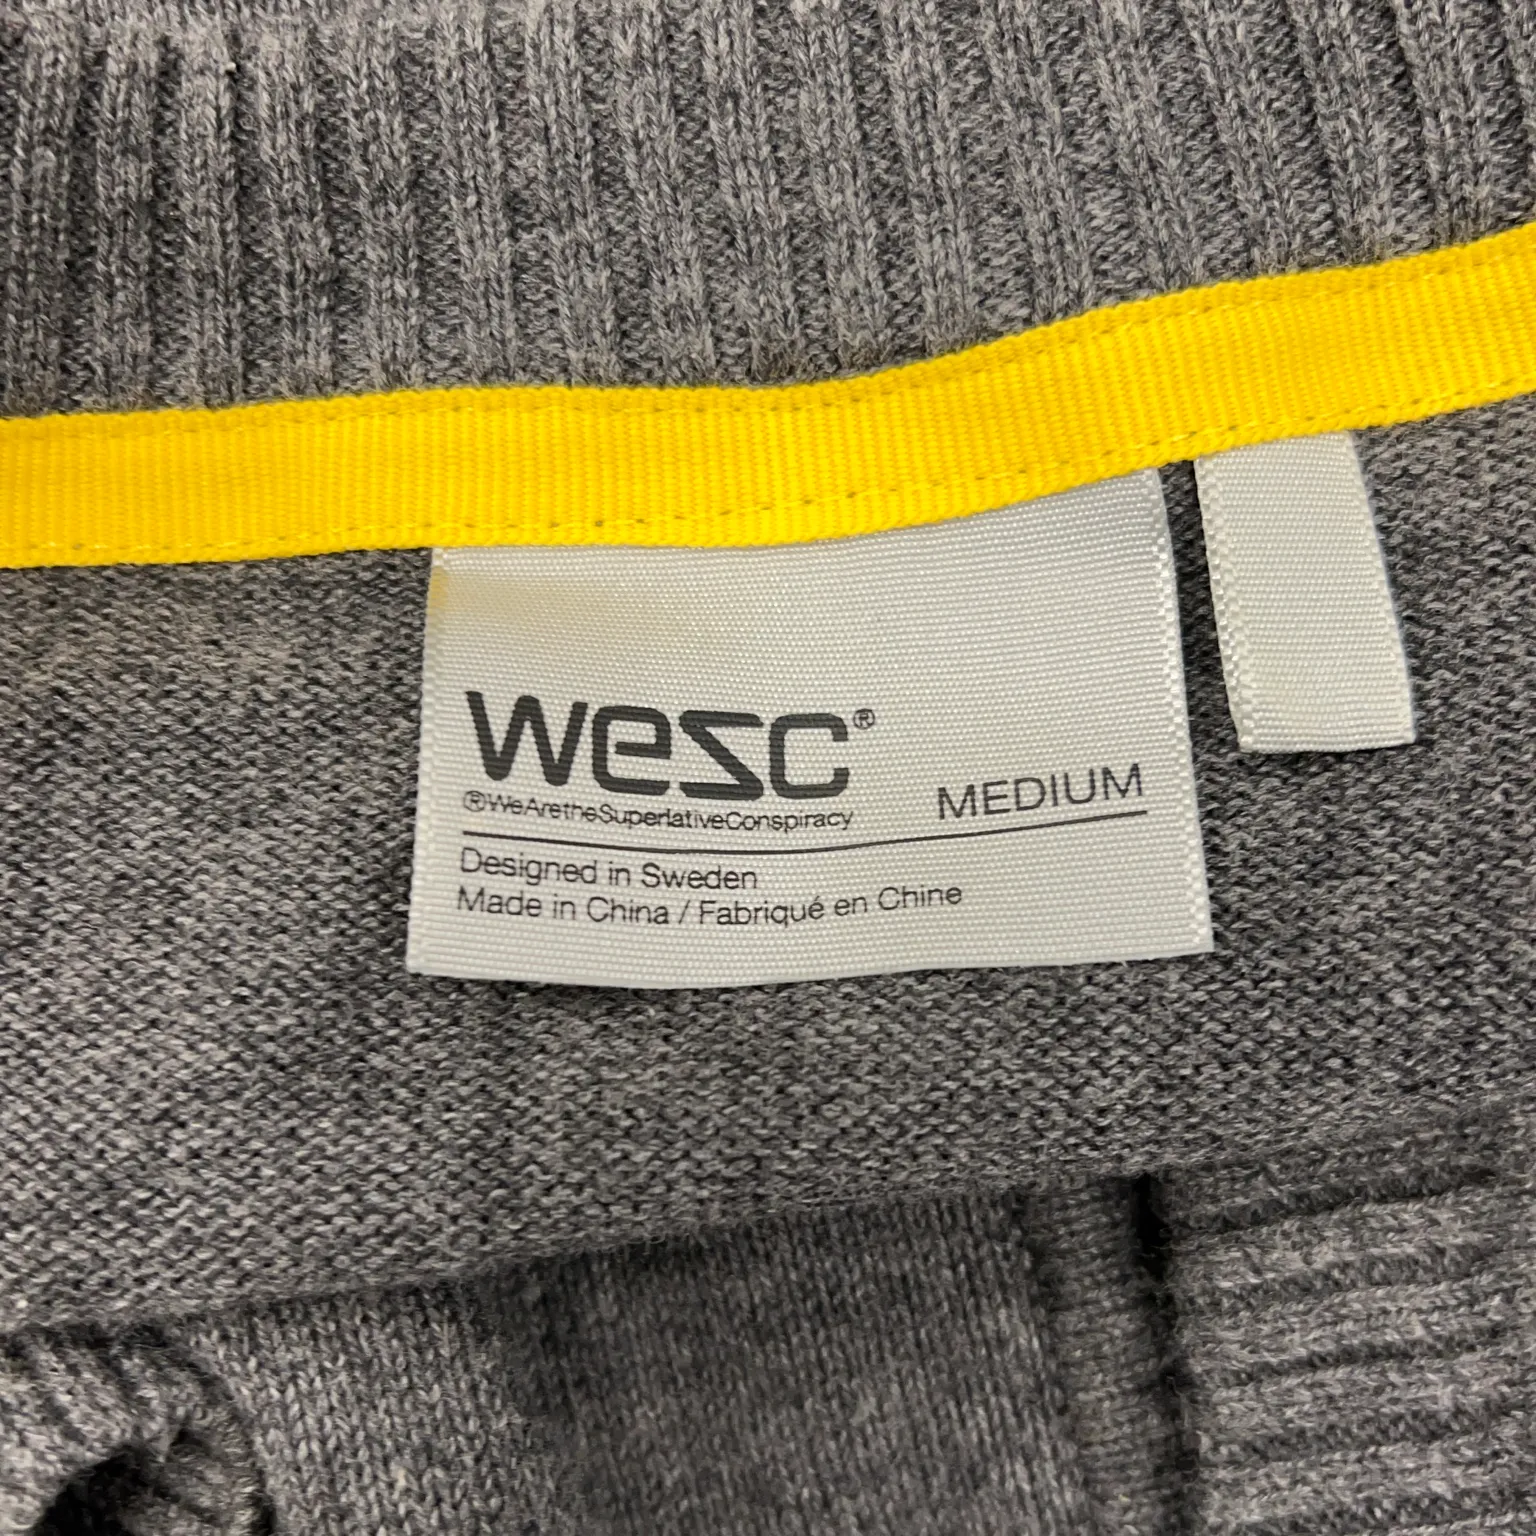 wesc®
®WeAretheSuperlativeConspiracy
MEDIUM
Designed in Sweden
Made in China / Fabriqué en Chine